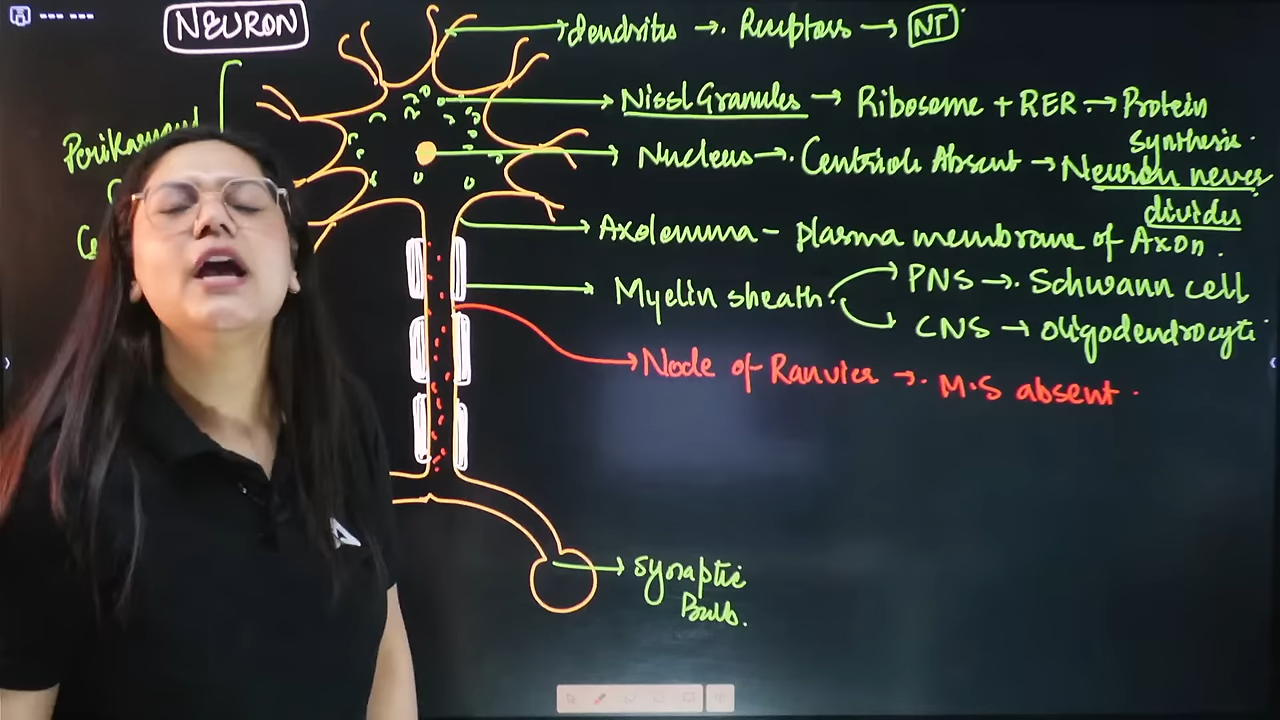 NEURON
dendrites → Receptors → NT
Nissl Granules → Ribosome + RER → Protein
synthesis.
Nucleus → Centriole Absent → Neuron never
divides
Axolemma – plasma membrane of Axon.
Myelin sheath
PNS → Schwann cell
CNS → oligodendrocyte
Node of Ranvier → M.S absent.
synaptic
Bulb.